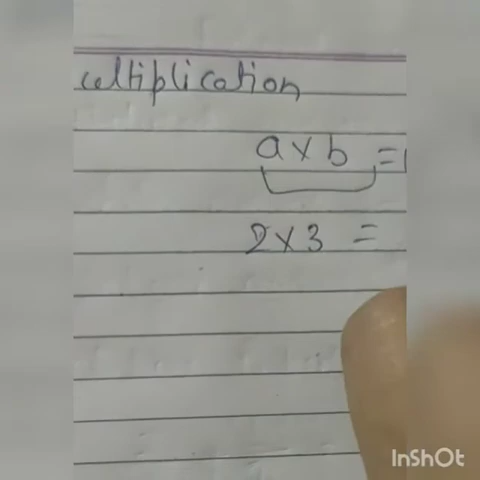 ultiplication
a x b =
2 x 3 =
InShOt